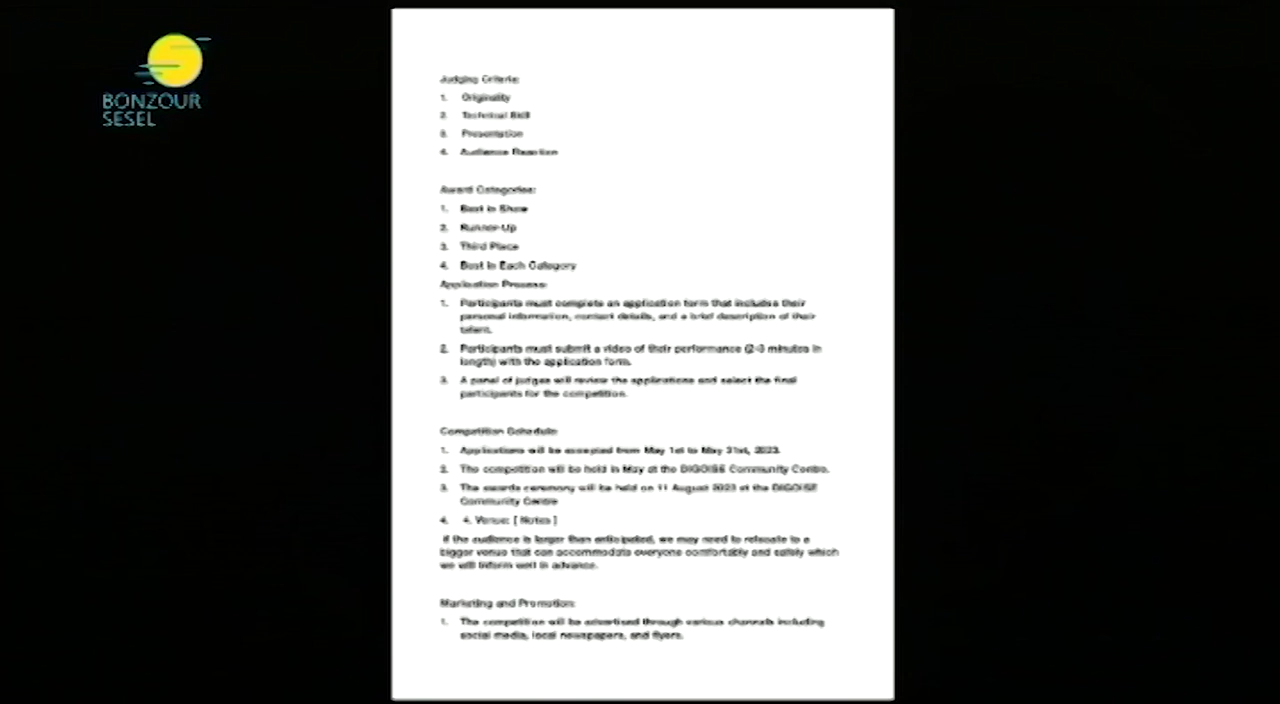 BONZOUR
SESEL
Judging Criteria:
1. Originality
2. Technical Skill
3. Presentation
4. Audience Reaction
Award Categories:
1. Best in Show
2. Runner-Up
3. Third Place
4. Best in Each Category
Application Process:
1. Participants must complete an application form that includes their
personal information, contact details, and a brief description of their
talent.
2. Participants must submit a video of their performance (2-3 minutes in
length) with the application form.
3. A panel of judges will review the applications and select the final
participants for the competition.
Competition Schedule:
1. Applications will be accepted from May 1st to May 31st, 2023.
2. The competition will be held in May at the Community Centre.
3. The awards ceremony will be held on 11 August 2023 at the
Community Centre
4. 4. Venue: [ Notes ]
If the audience is larger than anticipated, we may need to relocate to a
bigger venue that can accommodate everyone comfortably and safely which
we will inform well in advance.
Marketing and Promotion:
1. The competition will be advertised through various channels including
social media, local newspapers, and flyers.